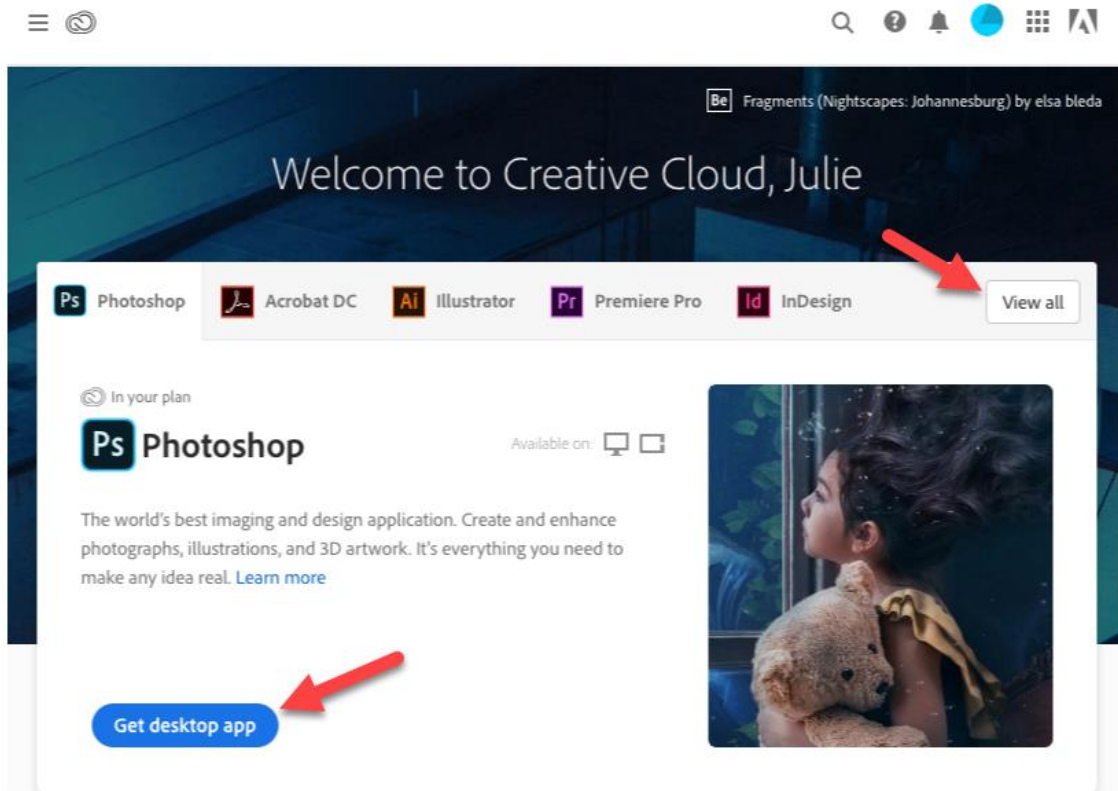 Be Fragments (Nightscapes: Johannesburg) by elsa bleda
Welcome to Creative Cloud, Julie
Ps Photoshop Acrobat DC Ai Illustrator Pr Premiere Pro Id InDesign View all
In your plan
Ps Photoshop Available on:
The world's best imaging and design application. Create and enhance
photographs, illustrations, and 3D artwork. It's everything you need to
make any idea real. Learn more
Get desktop app